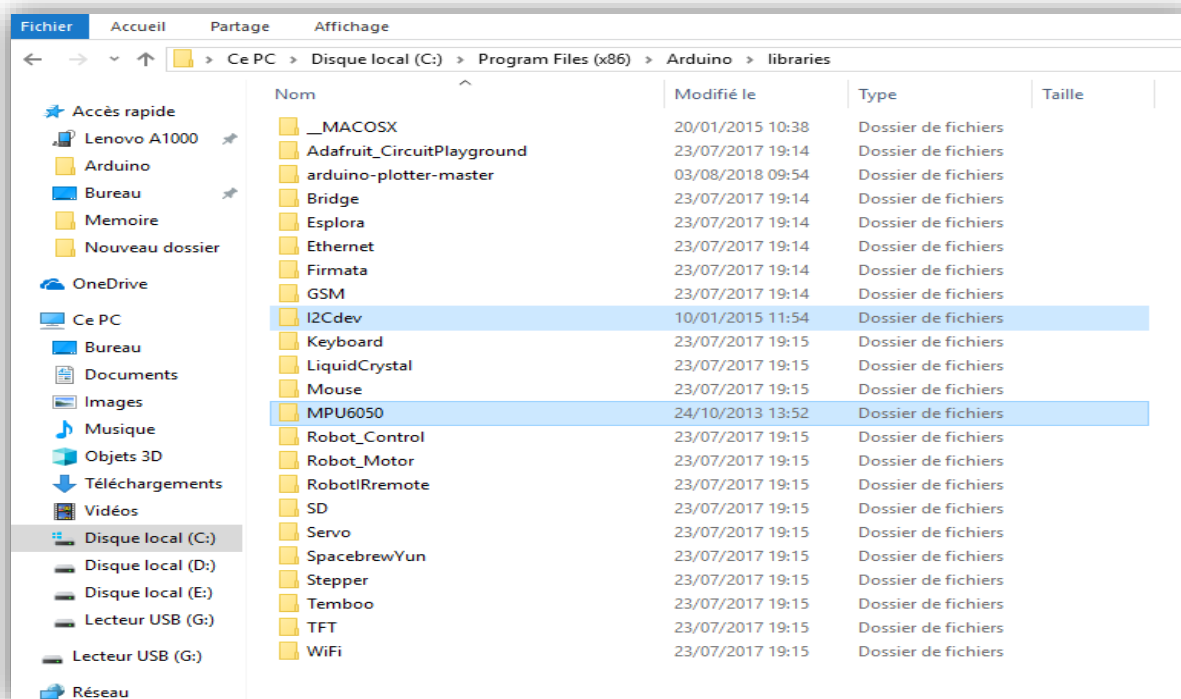 Fichier Accueil Partage Affichage
Ce PC > Disque local (C:) > Program Files (x86) > Arduino > libraries
Nom Modifié le Type Taille
Accès rapide
Lenovo A1000
Arduino
Bureau
Memoire
Nouveau dossier
OneDrive
Ce PC
Bureau
Documents
Images
Musique
Objets 3D
Téléchargements
Vidéos
Disque local (C:)
Disque local (D:)
Disque local (E:)
Lecteur USB (G:)
Lecteur USB (G:)
Réseau
__MACOSX 20/01/2015 10:38 Dossier de fichiers
Adafruit_CircuitPlayground 23/07/2017 19:14 Dossier de fichiers
arduino-plotter-master 03/08/2018 09:54 Dossier de fichiers
Bridge 23/07/2017 19:14 Dossier de fichiers
Esplora 23/07/2017 19:14 Dossier de fichiers
Ethernet 23/07/2017 19:14 Dossier de fichiers
Firmata 23/07/2017 19:14 Dossier de fichiers
GSM 23/07/2017 19:14 Dossier de fichiers
I2Cdev 10/01/2015 11:54 Dossier de fichiers
Keyboard 23/07/2017 19:15 Dossier de fichiers
LiquidCrystal 23/07/2017 19:15 Dossier de fichiers
Mouse 23/07/2017 19:15 Dossier de fichiers
MPU6050 24/10/2013 13:52 Dossier de fichiers
Robot_Control 23/07/2017 19:15 Dossier de fichiers
Robot_Motor 23/07/2017 19:15 Dossier de fichiers
RobotIRremote 23/07/2017 19:15 Dossier de fichiers
SD 23/07/2017 19:15 Dossier de fichiers
Servo 23/07/2017 19:15 Dossier de fichiers
SpacebrewYun 23/07/2017 19:15 Dossier de fichiers
Stepper 23/07/2017 19:15 Dossier de fichiers
Temboo 23/07/2017 19:15 Dossier de fichiers
TFT 23/07/2017 19:15 Dossier de fichiers
WiFi 23/07/2017 19:15 Dossier de fichiers